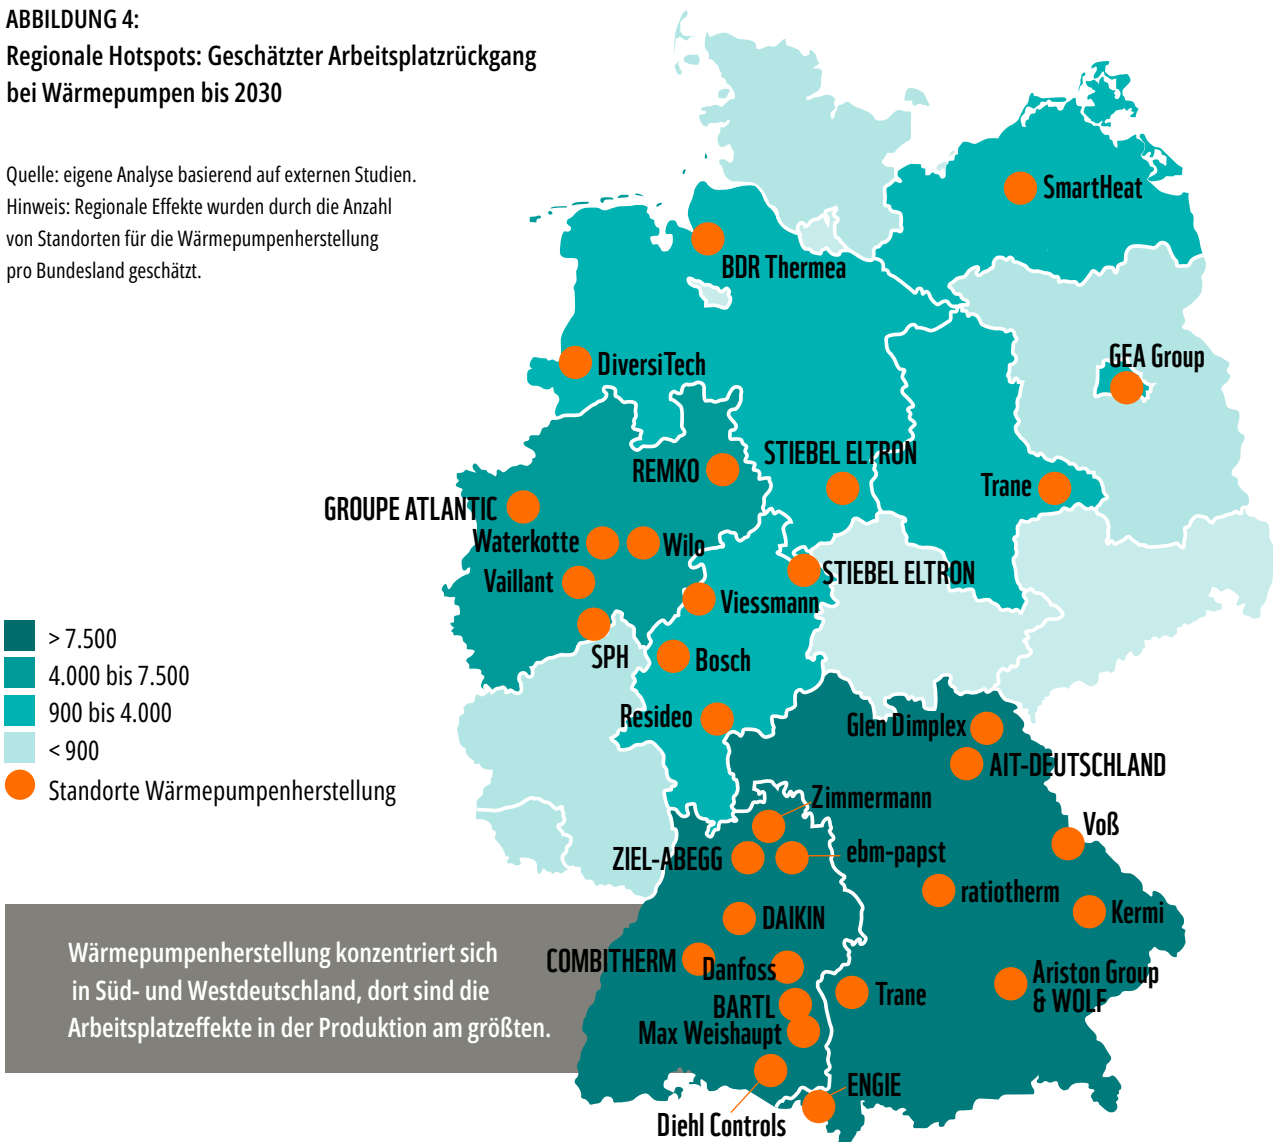 ABBILDUNG 4:
Regionale Hotspots: Geschätzter Arbeitsplatzrückgang
bei Wärmepumpen bis 2030
Quelle: eigene Analyse basierend auf externen Studien.
Hinweis: Regionale Effekte wurden durch die Anzahl
von Standorten für die Wärmepumpenherstellung
pro Bundesland geschätzt.
SmartHeat
BDR Thermea
GEA Group
DiversiTech
STIEBEL ELTRON
REMKO
Trane
GROUPE ATLANTIC
Waterkotte
Wilo
STIEBEL ELTRON
Vaillant
Viessmann
SPH
Bosch
> 7.500
4.000 bis 7.500
900 bis 4.000
< 900
Standorte Wärmepumpenherstellung
Resideo
Glen Dimplex
AIT-DEUTSCHLAND
Zimmermann
Voß
ZIEL-ABEGG
ebm-papst
ratiotherm
Kermi
DAIKIN
Wärmepumpenherstellung konzentriert sich
in Süd- und Westdeutschland, dort sind die
Arbeitsplatzeffekte in der Produktion am größten.
COMBITHERM
Danfoss
Ariston Group
& WOLF
Trane
BARTL
Max Weishaupt
ENGIE
Diehl Controls